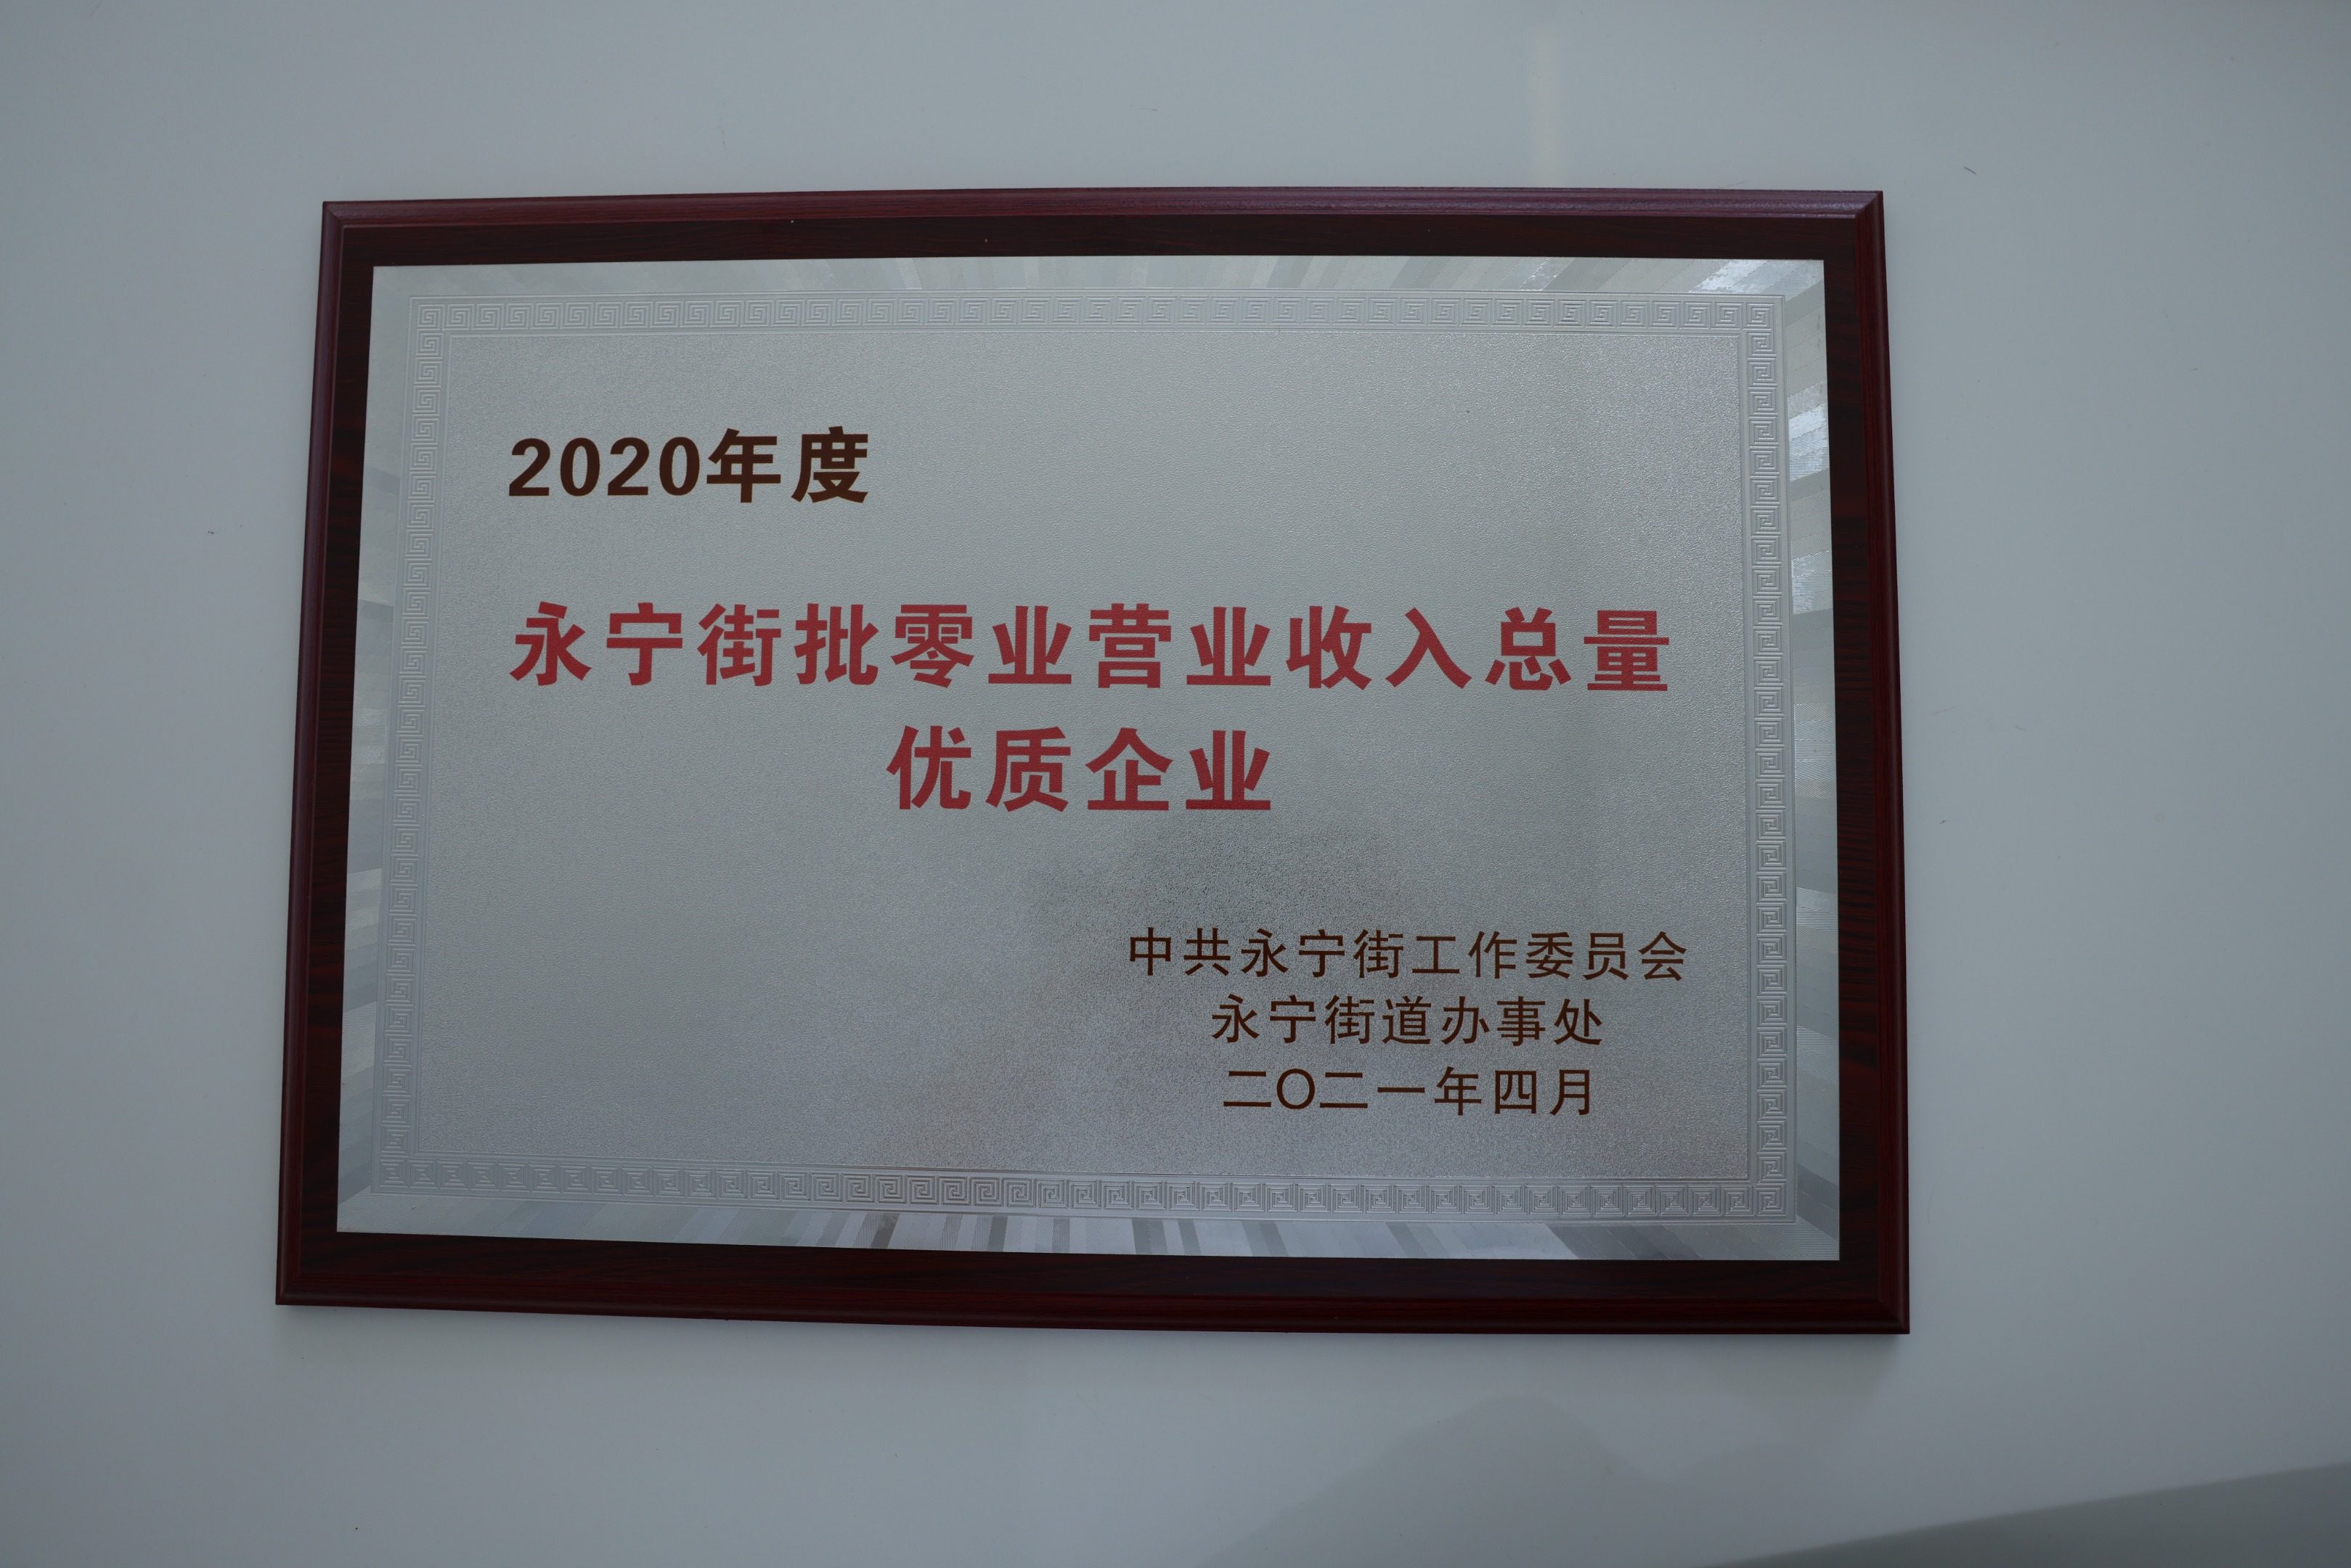 2020年度
永宁街批零业营业收入总量
优质企业
中共永宁街工作委员会
永宁街道办事处
二〇二一年四月